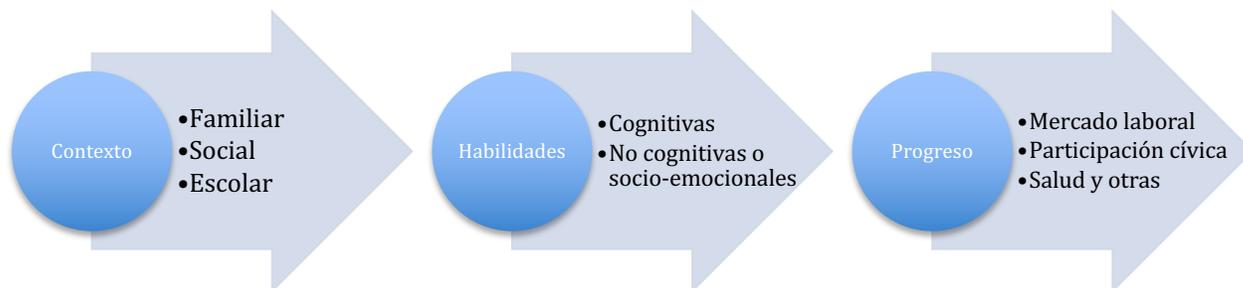 Contexto
•Familiar
•Social
•Escolar
Habilidades
•Cognitivas
•No cognitivas o
socio-emocionales
Progreso
•Mercado laboral
•Participación cívica
•Salud y otras